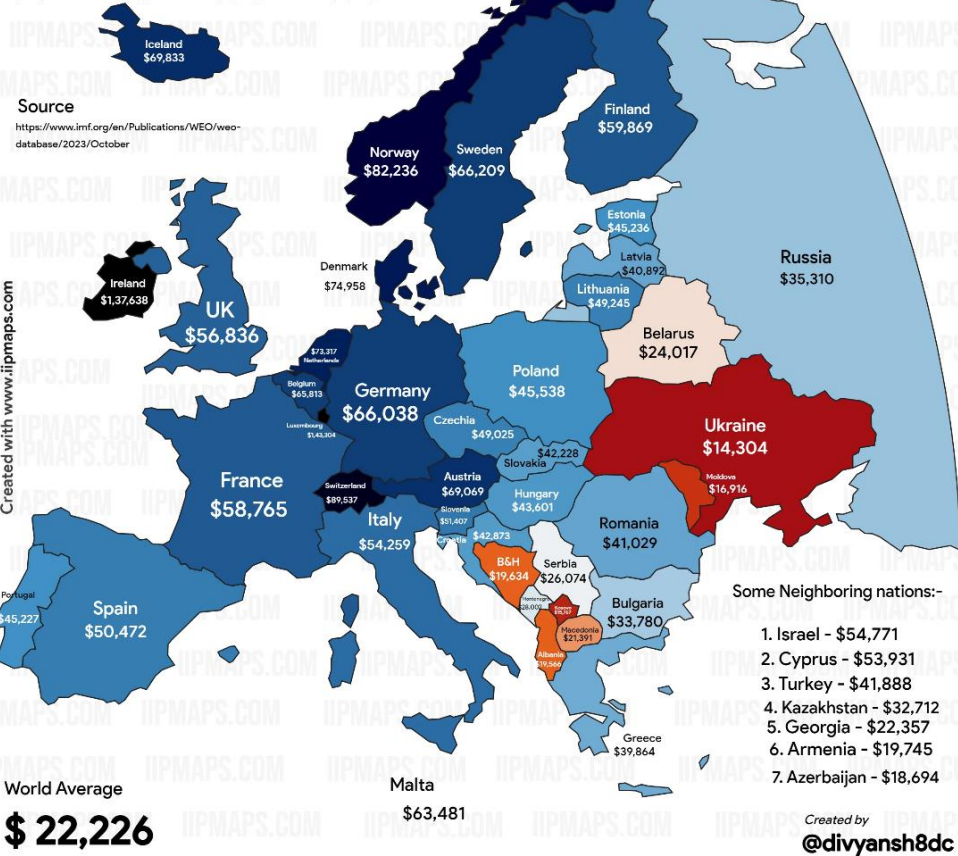 Iceland
$69,833
Source
https://www.imf.org/en/Publications/WEO/weo-
database/2023/October
Finland
$59,869
Norway
$82,236
Sweden
$66,209
Estonia
$45,236
Latvia
$40,892
Russia
$35,310
Denmark
$74,958
Lithuania
$49,245
Ireland
$1,37,638
UK
$56,836
Belarus
$24,017
$73,317
Netherlands
Belgium
$65,813
Germany
$66,038
Poland
$45,538
Luxembourg
$1,43,304
Czechia
$49,025
Ukraine
$14,304
$42,228
Slovakia
France
$58,765
Switzerland
$89,537
Austria
$69,069
Moldova
$16,916
Hungary
$43,601
Slovenia
$51,407
Italy
$54,259
Romania
$41,029
Croatia
$42,873
B&H
$19,634
Serbia
$26,074
Portugal
$45,227
Spain
$50,472
Montenegro
$28,002
Kosovo
Bulgaria
$33,780
Macedonia
$21,391
Albania
$19,566
Greece
$39,864
Some Neighboring nations:-
1. Israel - $54,771
2. Cyprus - $53,931
3. Turkey - $41,888
4. Kazakhstan - $32,712
5. Georgia - $22,357
6. Armenia - $19,745
7. Azerbaijan - $18,694
Malta
$63,481
World Average
$ 22,226
Created by
@divyansh8dc
Created with www.iipmaps.com
IIPMAPS.COM